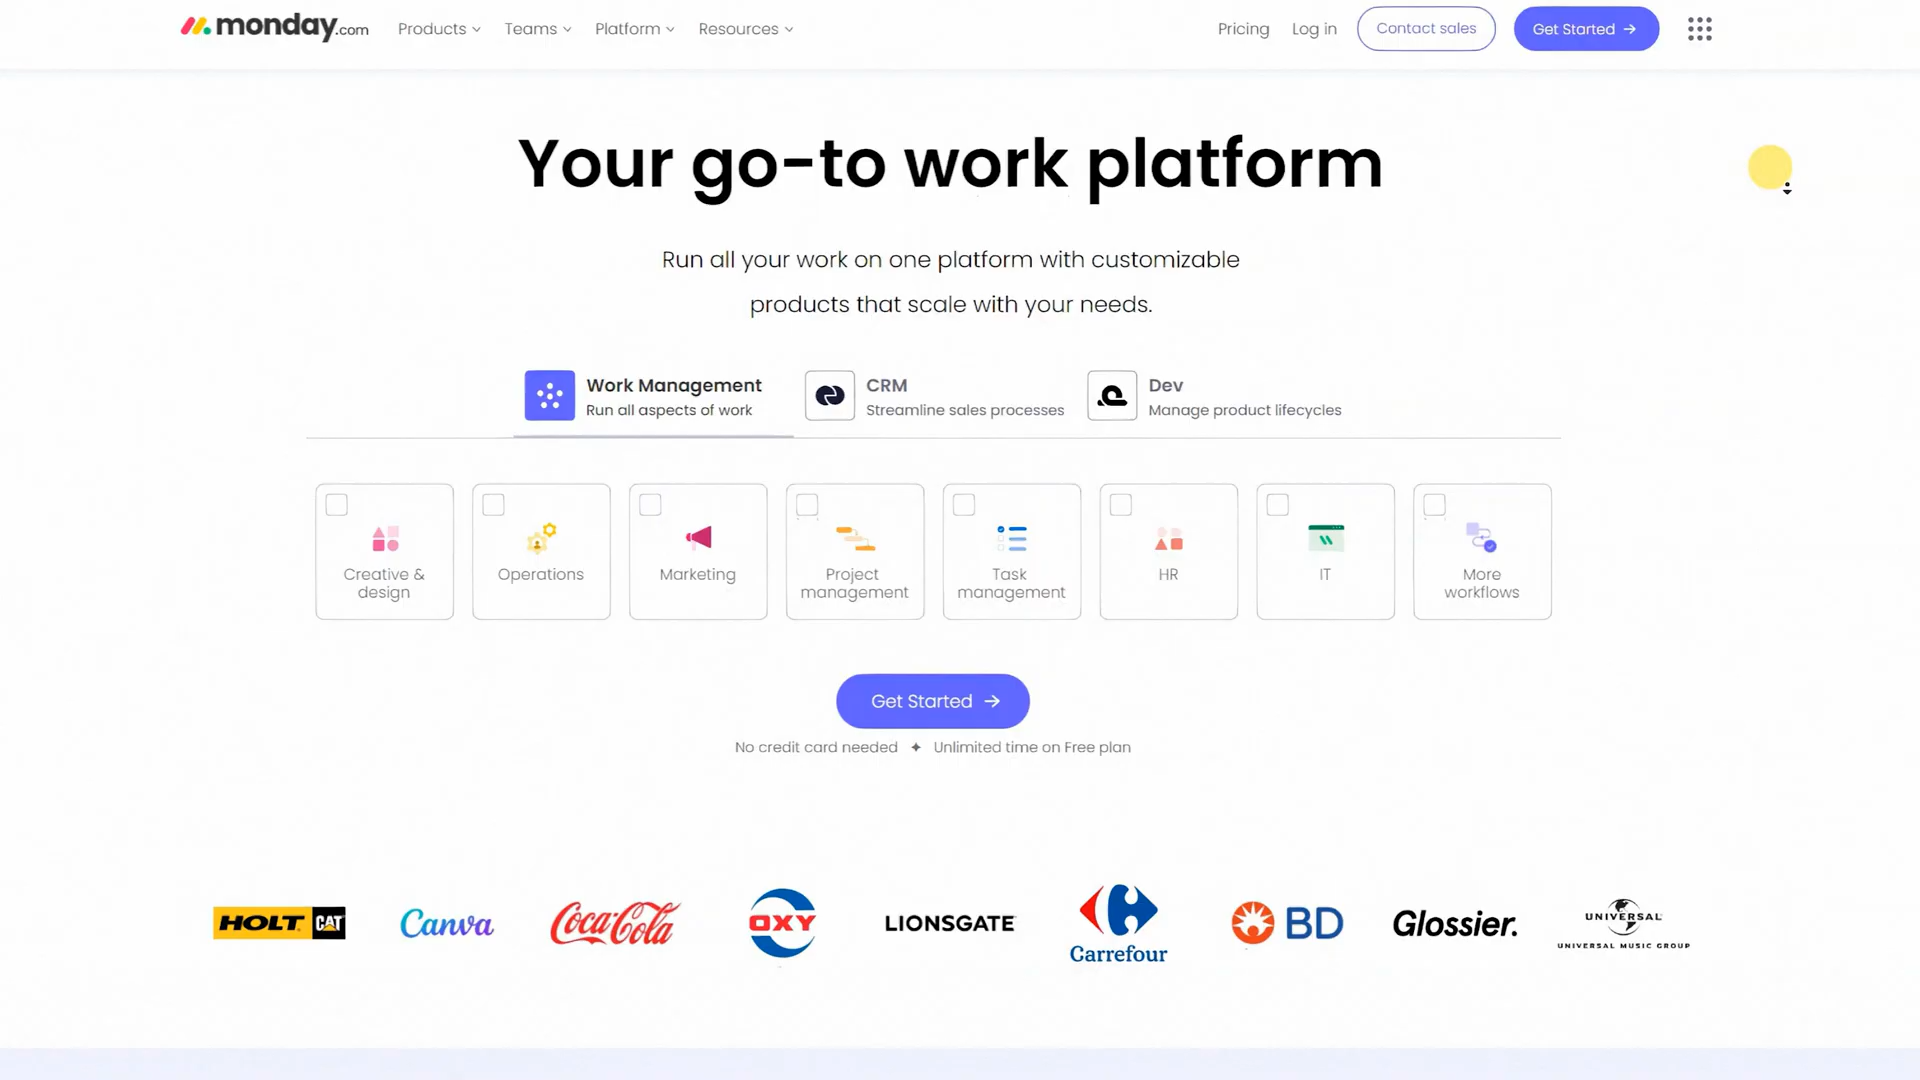 monday.com Products Teams Platform Resources Pricing Log in Contact sales Get Started →
Your go-to work platform
Run all your work on one platform with customizable
products that scale with your needs.
Work Management
Run all aspects of work
CRM
Streamline sales processes
Dev
Manage product lifecycles
Creative &
design
Operations
Marketing
Project
management
Task
management
HR
IT
More
workflows
Get Started →
No credit card needed ✦ Unlimited time on Free plan
HOLT CAT
Canva
Coca-Cola
OXY
LIONSGATE
Carrefour
BD
Glossier.
UNIVERSAL
UNIVERSAL MUSIC GROUP